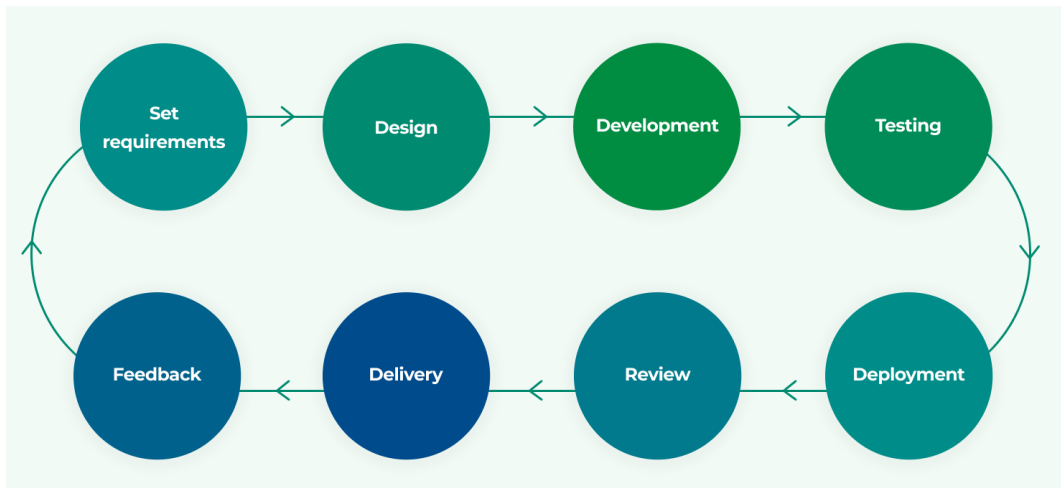 Set
requirements
Design
Development
Testing
Deployment
Review
Delivery
Feedback